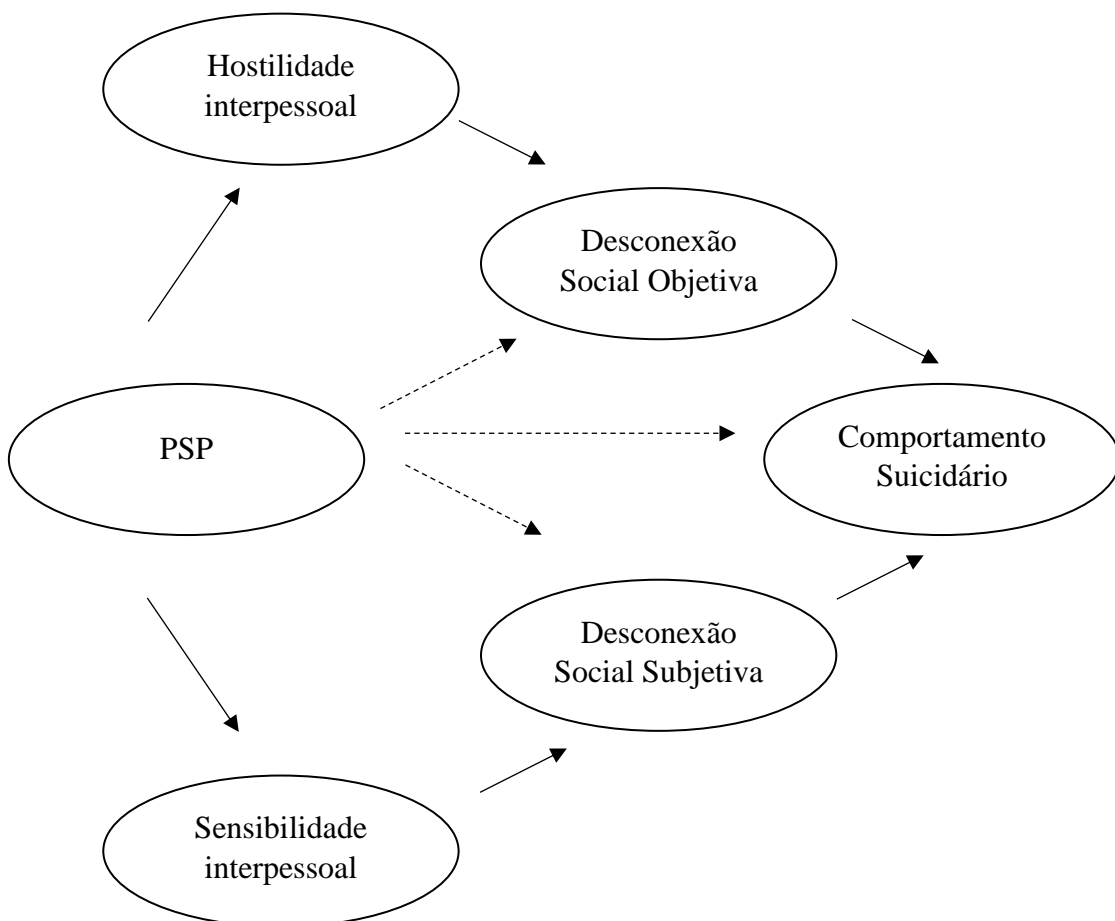 Hostilidade
interpessoal
Desconexão
Social Objetiva
PSP
Comportamento
Suicidário
Desconexão
Social Subjetiva
Sensibilidade
interpessoal